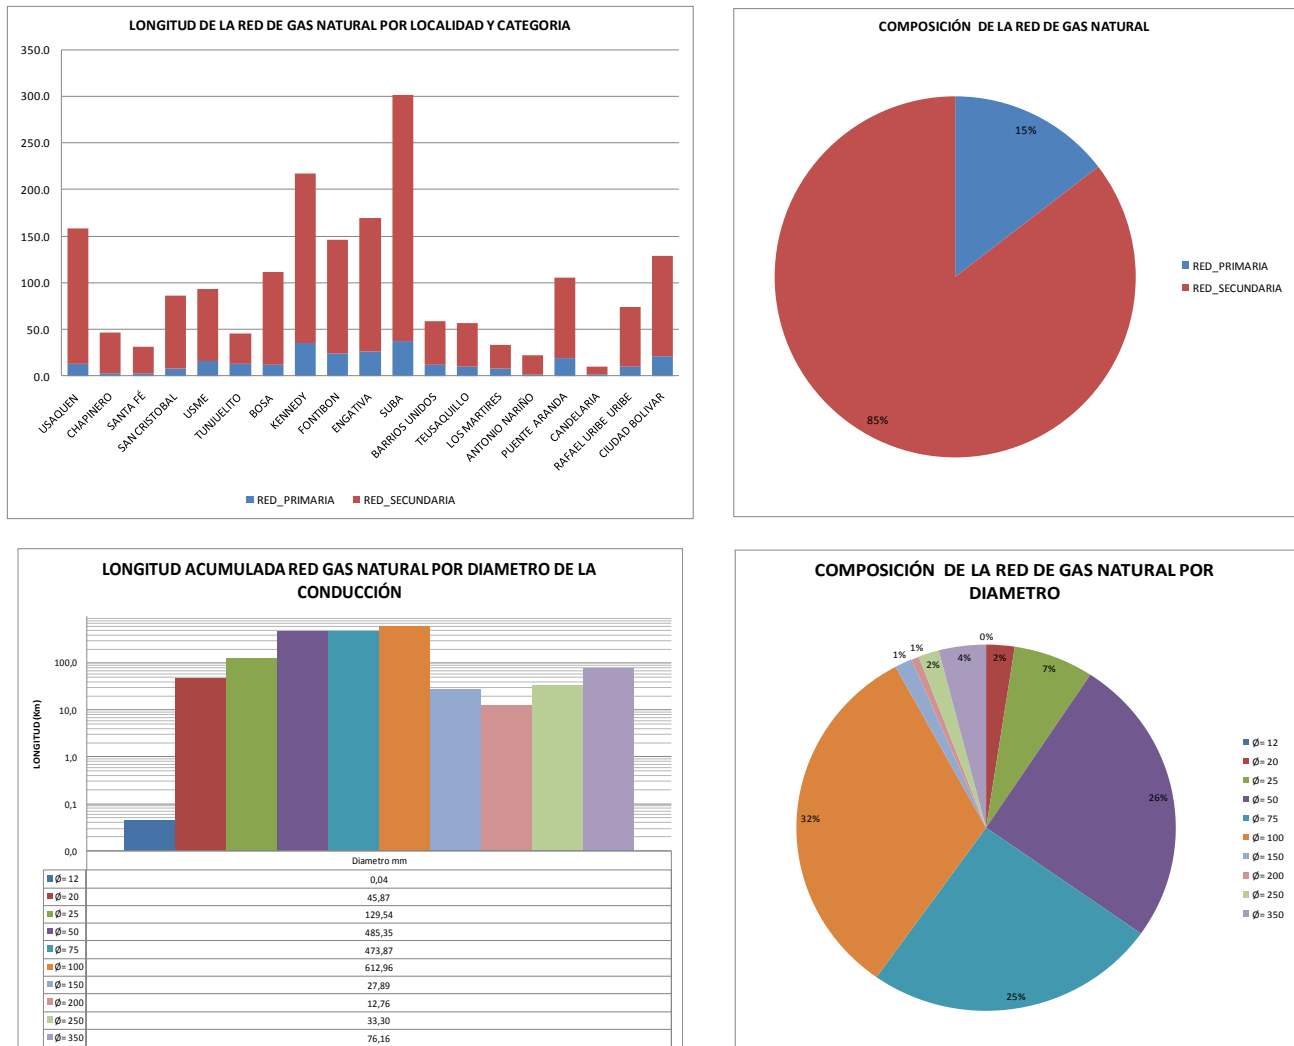 LONGITUD DE LA RED DE GAS NATURAL POR LOCALIDAD Y CATEGORIA
350.0
300.0
250.0
200.0
150.0
100.0
50.0
0.0
USAQUEN
CHAPINERO
SANTA FÉ
SAN CRISTOBAL
USME
TUNJUELITO
BOSA
KENNEDY
FONTIBON
ENGATIVA
SUBA
BARRIOS UNIDOS
TEUSAQUILLO
LOS MARTIRES
ANTONIO NARIÑO
PUENTE ARANDA
CANDELARIA
RAFAEL URIBE URIBE
CIUDAD BOLIVAR
RED_PRIMARIA RED_SECUNDARIA
COMPOSICIÓN DE LA RED DE GAS NATURAL
15%
85%
RED_PRIMARIA
RED_SECUNDARIA
LONGITUD ACUMULADA RED GAS NATURAL POR DIAMETRO DE LA
CONDUCCIÓN
LONGITUD (Km)
100,0
10,0
1,0
0,1
0,0
Diametro mm
Ø= 12 0,04
Ø= 20 45,87
Ø= 25 129,54
Ø= 50 485,35
Ø= 75 473,87
Ø= 100 612,96
Ø= 150 27,89
Ø= 200 12,76
Ø= 250 33,30
Ø= 350 76,16
COMPOSICIÓN DE LA RED DE GAS NATURAL POR
DIAMETRO
0%
2%
7%
26%
25%
32%
1%
1%
2%
4%
Ø= 12
Ø= 20
Ø= 25
Ø= 50
Ø= 75
Ø= 100
Ø= 150
Ø= 200
Ø= 250
Ø= 350